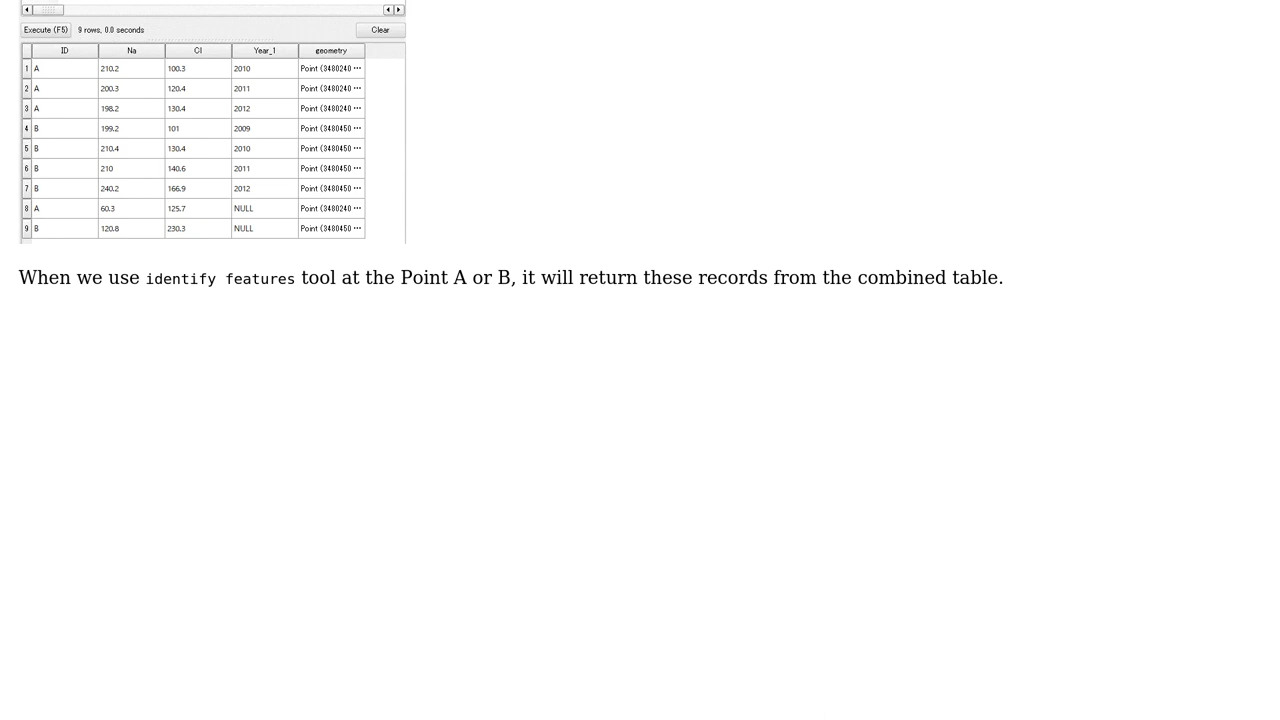 Execute (F5) 9 rows, 0.0 seconds Clear
ID Na Cl Year_1 geometry
1 A 210.2 100.3 2010 Point (3480240 ···
2 A 200.3 120.4 2011 Point (3480240 ···
3 A 198.2 130.4 2012 Point (3480240 ···
4 B 199.2 101 2009 Point (3480450 ···
5 B 210.4 130.4 2010 Point (3480450 ···
6 B 210 140.6 2011 Point (3480450 ···
7 B 240.2 166.9 2012 Point (3480450 ···
8 A 60.3 125.7 NULL Point (3480240 ···
9 B 120.8 230.3 NULL Point (3480450 ···
When we use identify features tool at the Point A or B, it will return these records from the combined table.